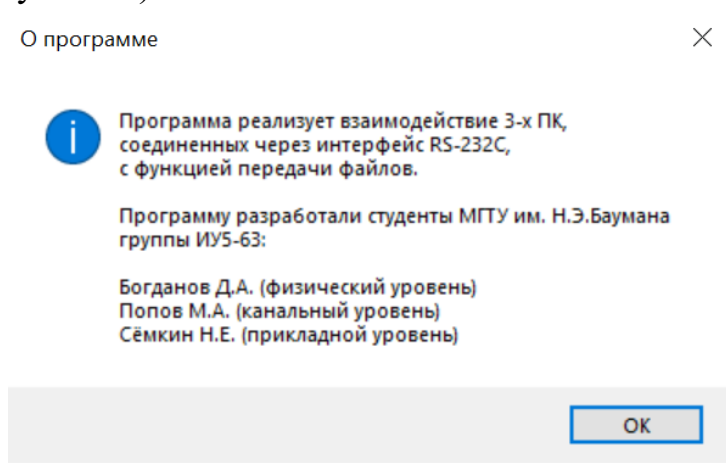 О программе
Программа реализует взаимодействие 3-х ПК,
соединенных через интерфейс RS-232C,
с функцией передачи файлов.
Программу разработали студенты МГТУ им. Н.Э.Баумана
группы ИУ5-63:
Богданов Д.А. (физический уровень)
Попов М.А. (канальный уровень)
Сёмкин Н.Е. (прикладной уровень)
ОК